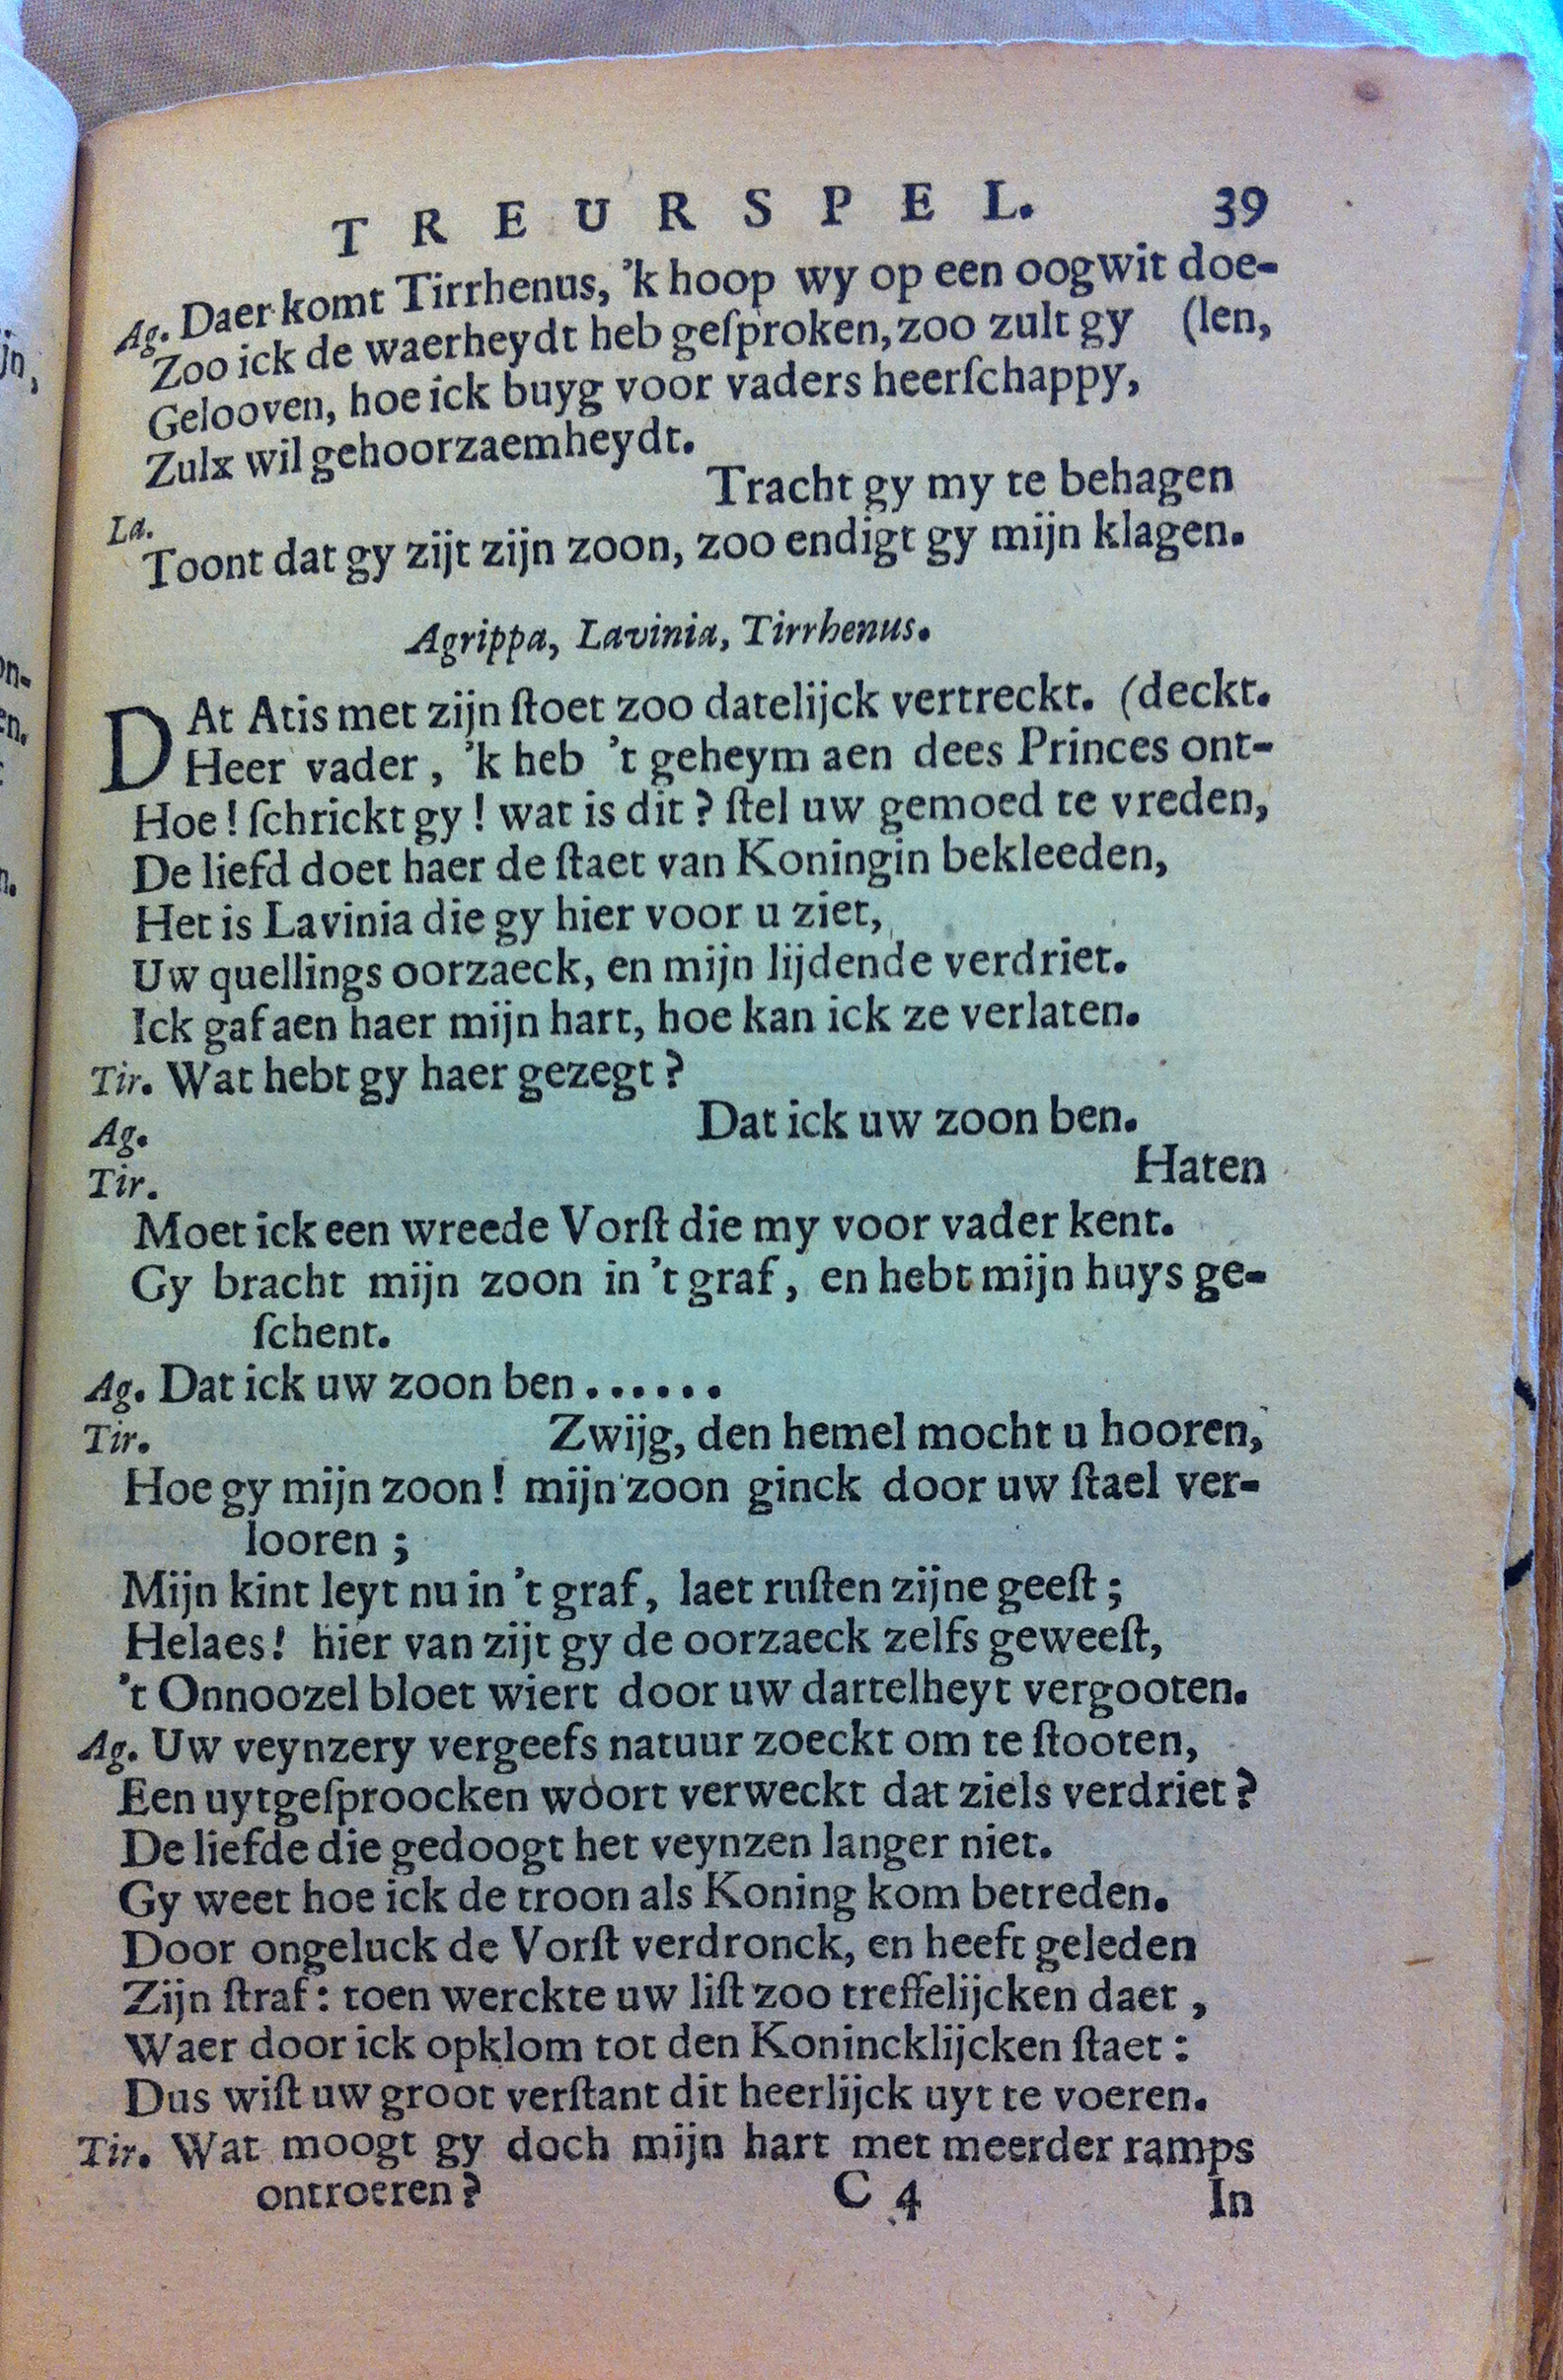 TREURSPEL. 39
Ag. Daer komt Tirrhenus, 'k hoop wy op een oogwit doe-
Zoo ick de waerheydt heb geſproken, zoo zult gy (len,
Gelooven, hoe ick buyg voor vaders heerſchappy,
Zulx wil gehoorzaemheydt.
La. Tracht gy my te behagen
Toont dat gy zijt zijn zoon, zoo endigt gy mijn klagen.
Agrippa, Lavinia, Tirrhenus.
DAt Atis met zijn ſtoet zoo datelijck vertreckt. (deckt.
Heer vader, 'k heb 't geheym aen dees Princes ont-
Hoe! ſchrickt gy! wat is dit? ſtel uw gemoed te vreden,
De liefd doet haer de ſtaet van Koningin bekleeden,
Het is Lavinia die gy hier voor u ziet,
Uw quellings oorzaeck, en mijn lijdende verdriet.
Ick gaf aen haer mijn hart, hoe kan ick ze verlaten.
Tir. Wat hebt gy haer gezegt?
Ag. Dat ick uw zoon ben.
Tir. Haten
Moet ick een wreede Vorſt die my voor vader kent.
Gy bracht mijn zoon in 't graf, en hebt mijn huys ge-
ſchent.
Ag. Dat ick uw zoon ben......
Tir. Zwijg, den hemel mocht u hooren,
Hoe gy mijn zoon! mijn zoon ginck door uw ſtael ver-
looren;
Mijn kint leyt nu in 't graf, laet ruſten zijne geeſt;
Helaes! hier van zijt gy de oorzaeck zelfs geweeſt,
't Onnoozel bloet wiert door uw dartelheyt vergooten.
Ag. Uw veynzery vergeefs natuur zoeckt om te ſtooten,
Een uytgeſproocken woort verweckt dat ziels verdriet?
De liefde die gedoogt het veynzen langer niet.
Gy weet hoe ick de troon als Koning kom betreden.
Door ongeluck de Vorſt verdronck, en heeft geleden
Zijn ſtraf: toen werckte uw liſt zoo treffelijcken daet,
Waer door ick opklom tot den Konincklijcken ſtaet:
Dus wiſt uw groot verſtant dit heerlijck uyt te voeren.
Tir. Wat moogt gy doch mijn hart met meerder ramps
ontroeren? C 4 In